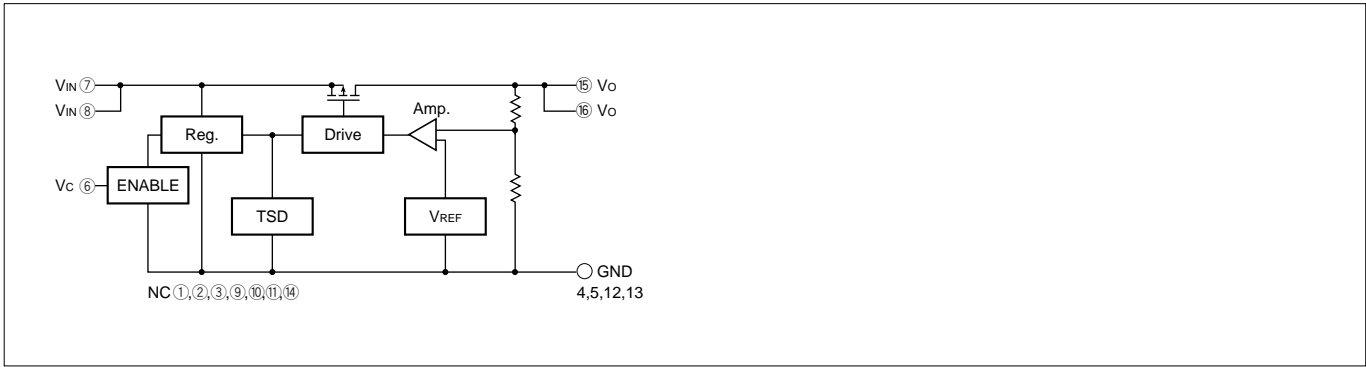 VIN ⑦
⑮ VO
VIN ⑧
⑯ VO
Amp.
Reg.
Drive
VC ⑥
ENABLE
TSD
VREF
GND
NC ①,②,③,⑨,⑩,⑪,⑭
4,5,12,13